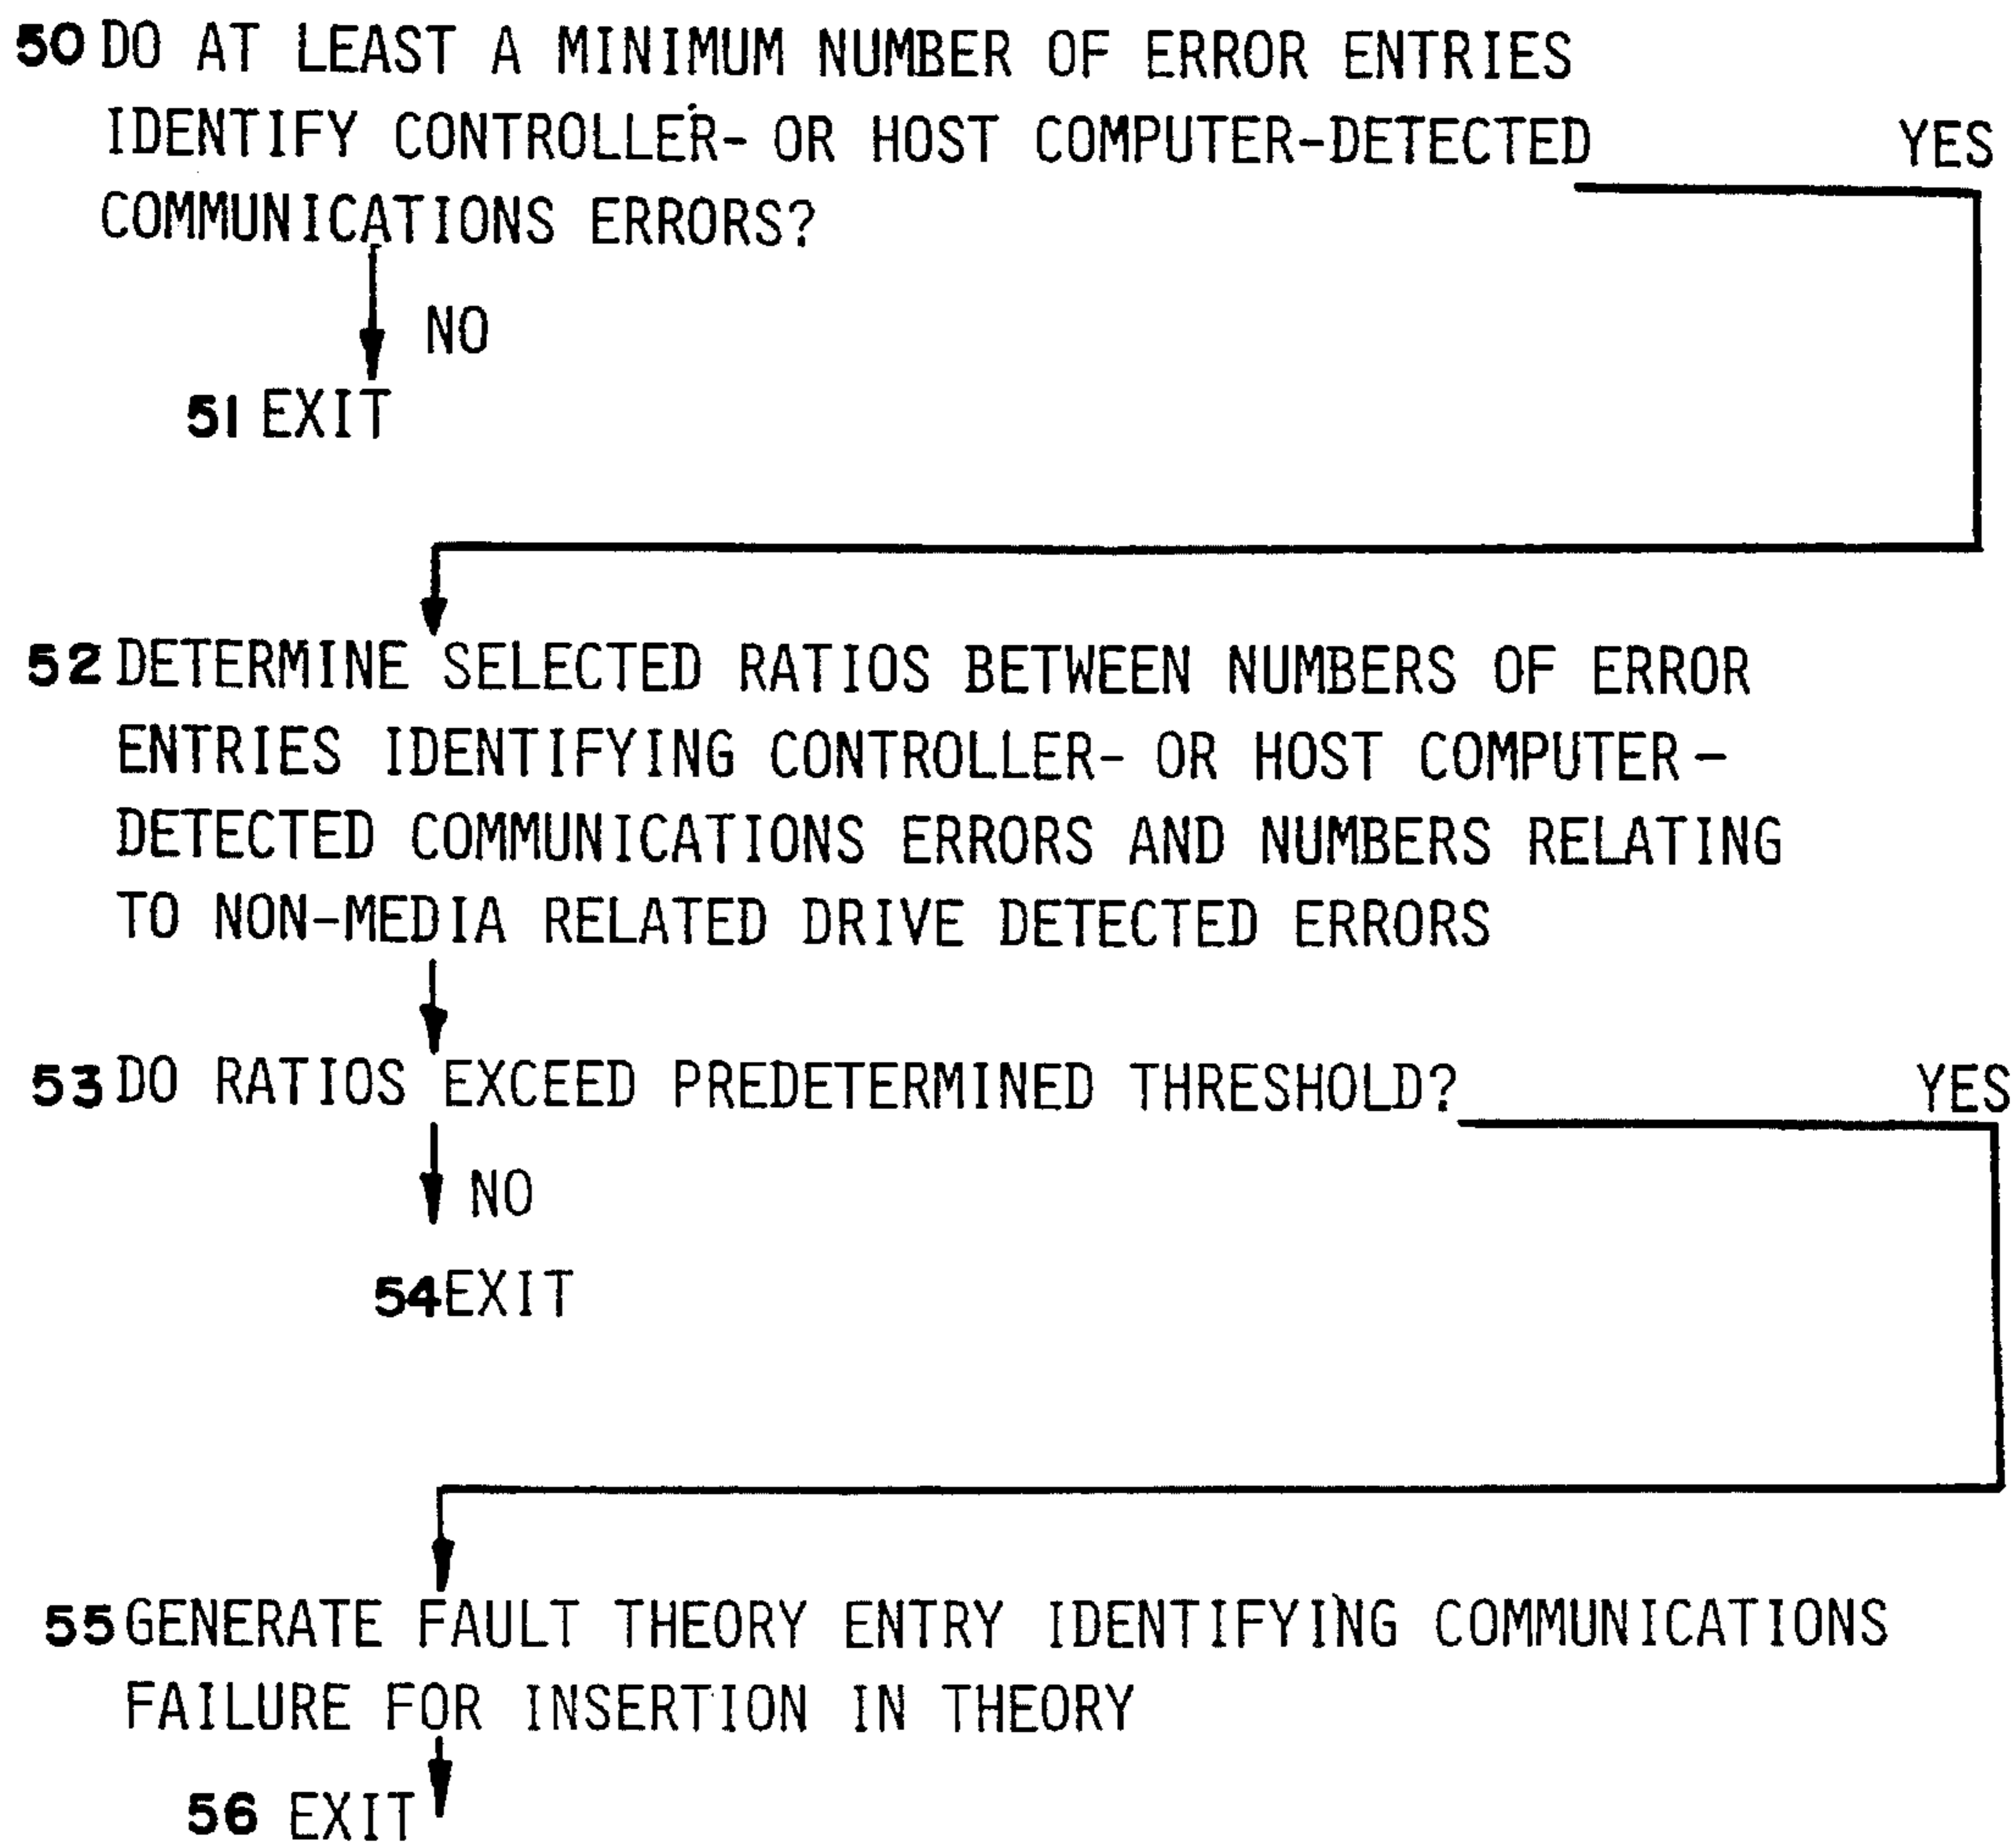 50 DO AT LEAST A MINIMUM NUMBER OF ERROR ENTRIES
IDENTIFY CONTROLLER- OR HOST COMPUTER-DETECTED
YES
COMMUNICATIONS ERRORS?
NO
51 EXIT
52 DETERMINE SELECTED RATIOS BETWEEN NUMBERS OF ERROR
ENTRIES IDENTIFYING CONTROLLER- OR HOST COMPUTER-
DETECTED COMMUNICATIONS ERRORS AND NUMBERS RELATING
TO NON-MEDIA RELATED DRIVE DETECTED ERRORS
53 DO RATIOS EXCEED PREDETERMINED THRESHOLD?
YES
NO
54 EXIT
55 GENERATE FAULT THEORY ENTRY IDENTIFYING COMMUNICATIONS
FAILURE FOR INSERTION IN THEORY
56 EXIT